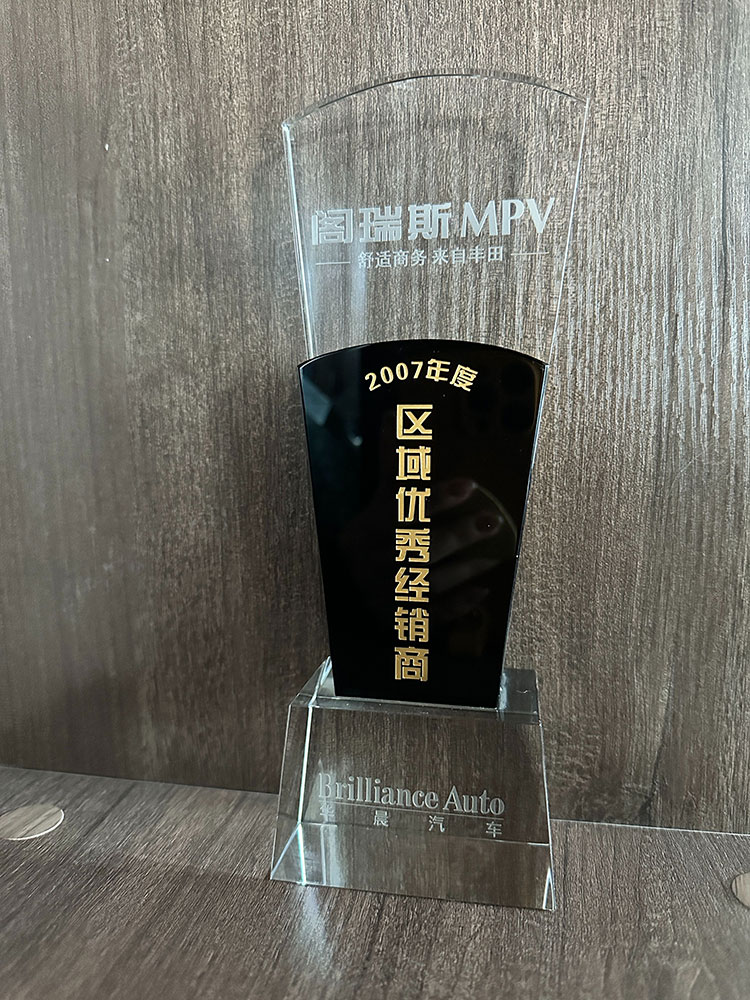 阁瑞斯MPV
舒适商务 来自丰田
2007年度
区域优秀经销商
Brilliance Auto
华晨汽车